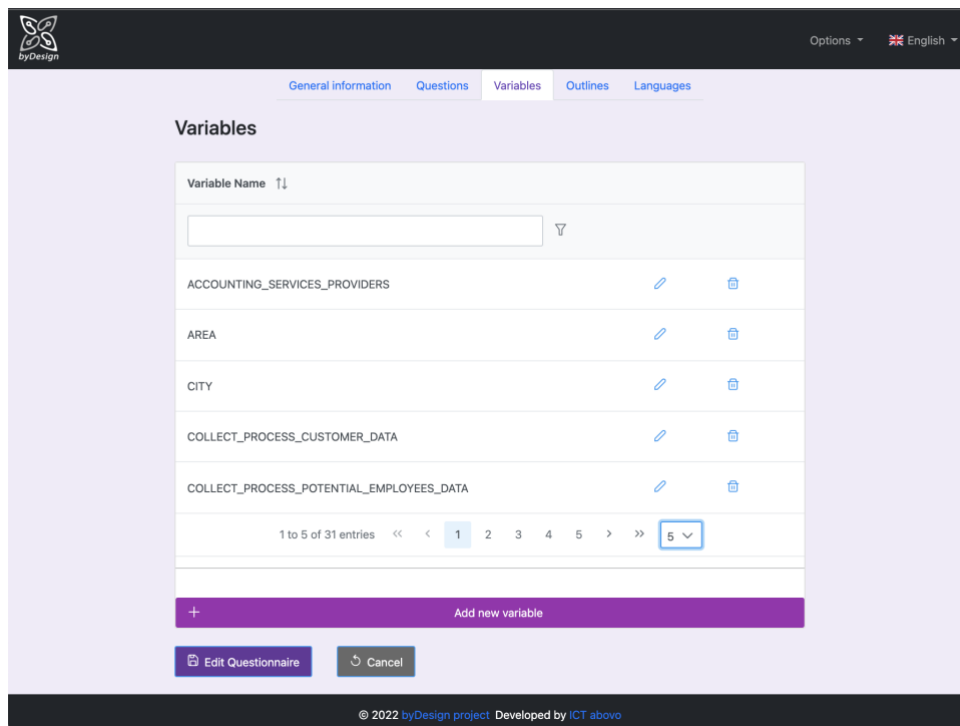 byDesign
Options
English
General information Questions Variables Outlines Languages
Variables
Variable Name
ACCOUNTING_SERVICES_PROVIDERS
AREA
CITY
COLLECT_PROCESS_CUSTOMER_DATA
COLLECT_PROCESS_POTENTIAL_EMPLOYEES_DATA
1 to 5 of 31 entries « < 1 2 3 4 5 > » 5
+ Add new variable
Edit Questionnaire Cancel
© 2022 byDesign project Developed by ICT abovo